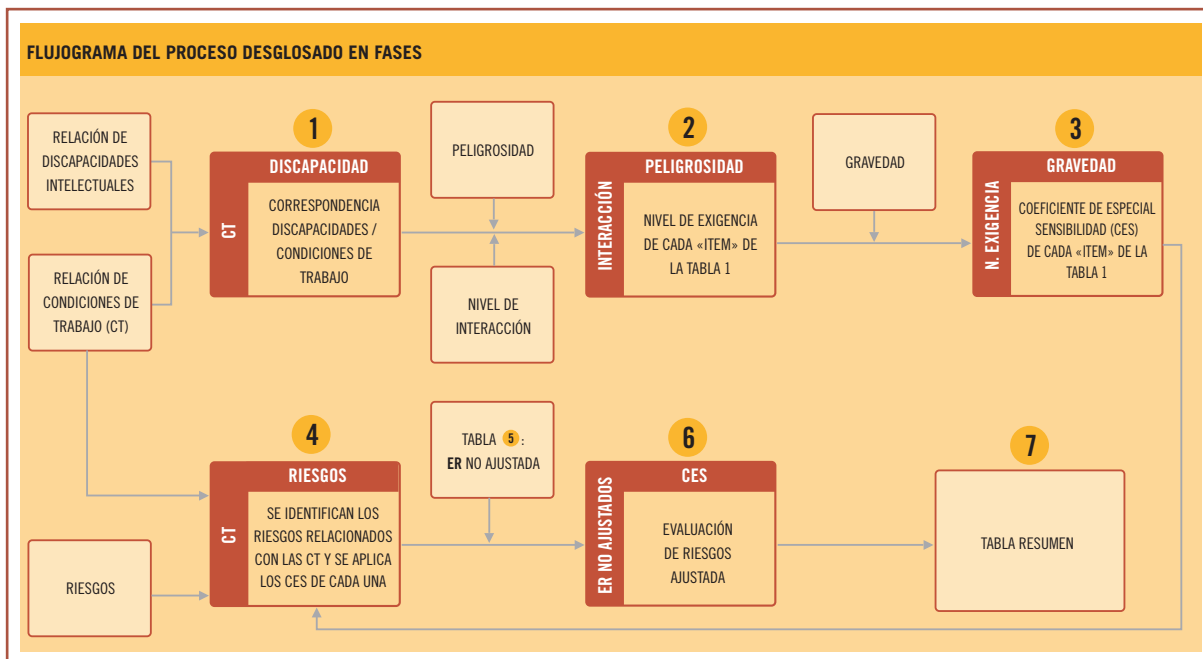 FLUJOGRAMA DEL PROCESO DESGLOSADO EN FASES
RELACIÓN DE
DISCAPACIDADES
INTELECTUALES
RELACIÓN DE
CONDICIONES DE
TRABAJO (CT)
1
DISCAPACIDAD
CT
CORRESPONDENCIA
DISCAPACIDADES /
CONDICIONES DE
TRABAJO
PELIGROSIDAD
NIVEL DE
INTERACCIÓN
2
PELIGROSIDAD
INTERACCIÓN
NIVEL DE EXIGENCIA
DE CADA «ITEM» DE
LA TABLA 1
GRAVEDAD
3
GRAVEDAD
N. EXIGENCIA
COEFICIENTE DE ESPECIAL
SENSIBILIDAD (CES)
DE CADA «ITEM» DE LA
TABLA 1
RIESGOS
4
RIESGOS
CT
SE IDENTIFICAN LOS
RIESGOS RELACIONADOS
CON LAS CT Y SE APLICA
LOS CES DE CADA UNA
TABLA 5 :
ER NO AJUSTADA
6
CES
ER NO AJUSTADOS
EVALUACIÓN
DE RIESGOS
AJUSTADA
7
TABLA RESUMEN